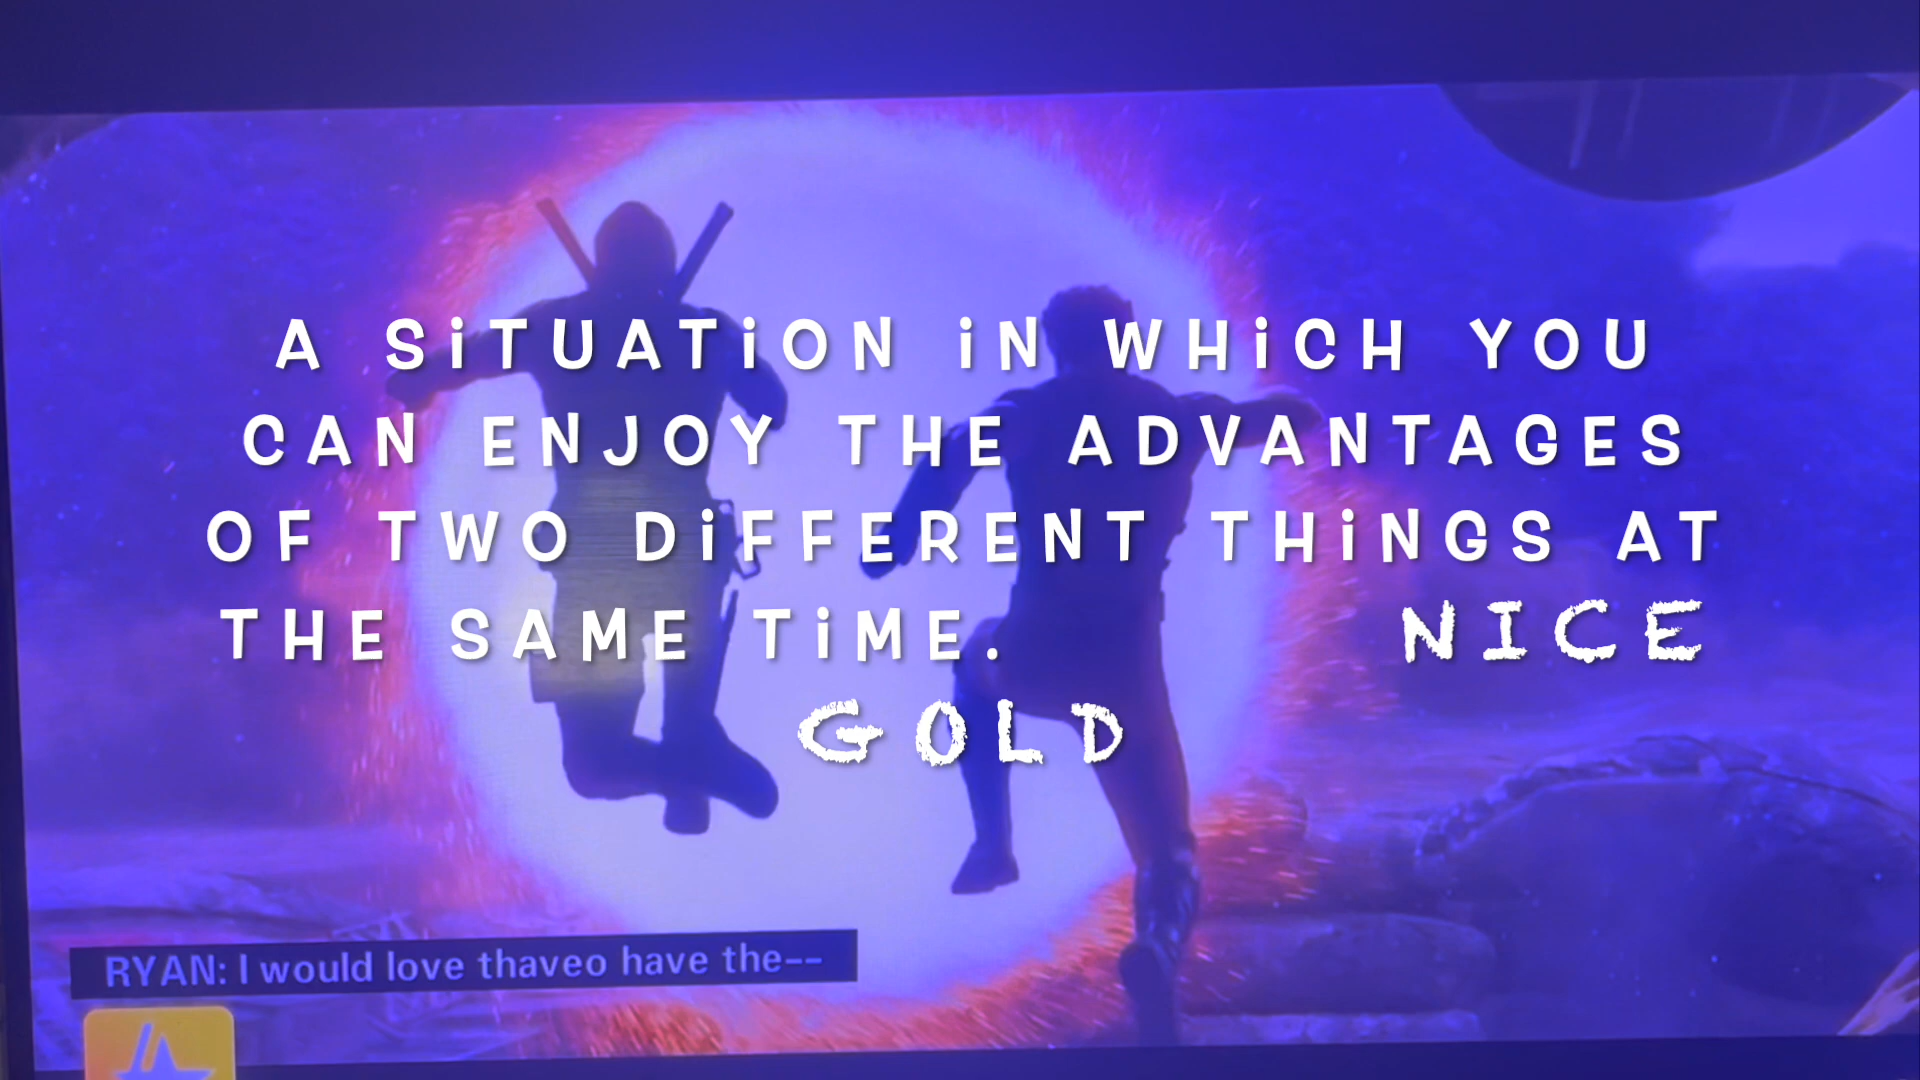 A SiTUATiON iN WHiCH YOU
CAN ENJOY THE ADVANTAGES
OF TWO DiFFERENT THiNGS AT
THE SAME TiME. NICE
GOLD
RYAN: I would love thaveo have the--